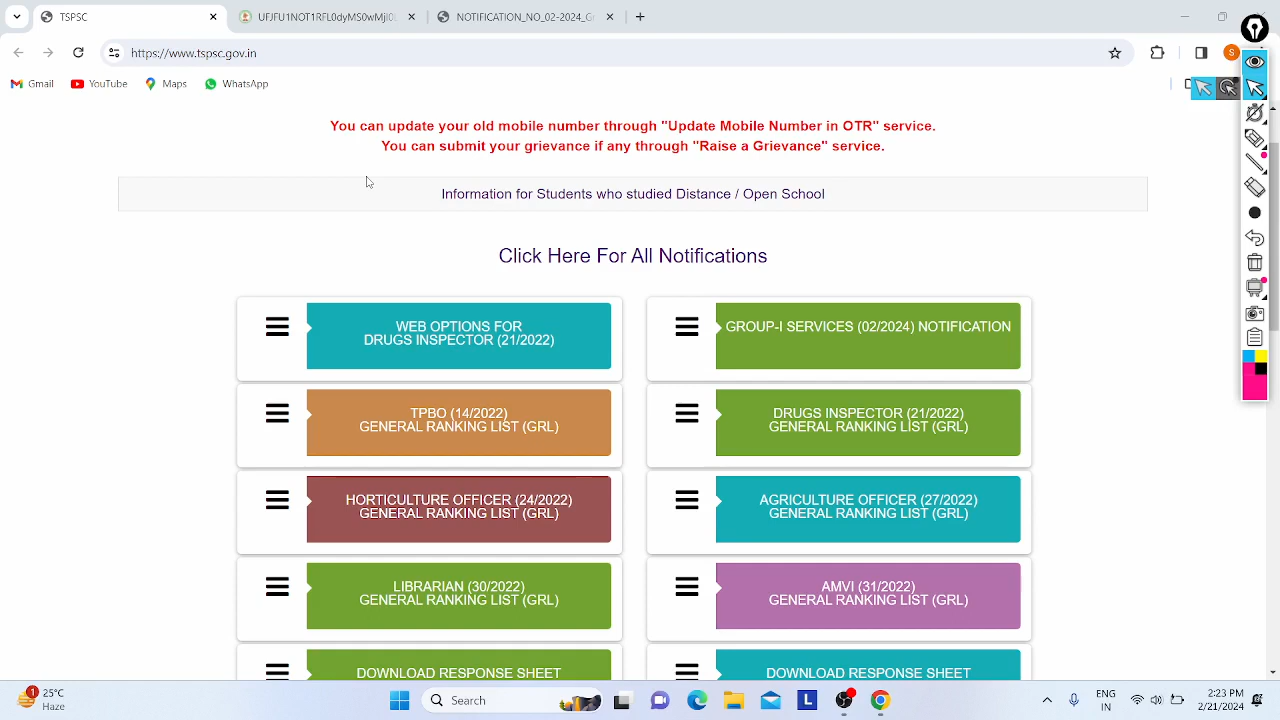 TSPSC
UFJFU1NOT1RFL0dyMS0wMjI0
NON_NOTE_02-02-2024_G
https://www.tspsc.gov.in
S
Gmail
YouTube
Maps
WhatsApp
You can update your old mobile number through "Update Mobile Number in OTR" service.
You can submit your grievance if any through "Raise a Grievance" service.
Information for Students who studied Distance / Open School
Click Here For All Notifications
WEB OPTIONS FOR
DRUGS INSPECTOR (21/2022)
GROUP-I SERVICES (02/2024) NOTIFICATION
TPBO (14/2022)
GENERAL RANKING LIST (GRL)
DRUGS INSPECTOR (21/2022)
GENERAL RANKING LIST (GRL)
HORTICULTURE OFFICER (24/2022)
GENERAL RANKING LIST (GRL)
AGRICULTURE OFFICER (27/2022)
GENERAL RANKING LIST (GRL)
LIBRARIAN (30/2022)
GENERAL RANKING LIST (GRL)
AMVI (31/2022)
GENERAL RANKING LIST (GRL)
DOWNLOAD RESPONSE SHEET
DOWNLOAD RESPONSE SHEET
1
25°C
Haze
Search
L
ENG
IN
2:23 PM
2/21/2024